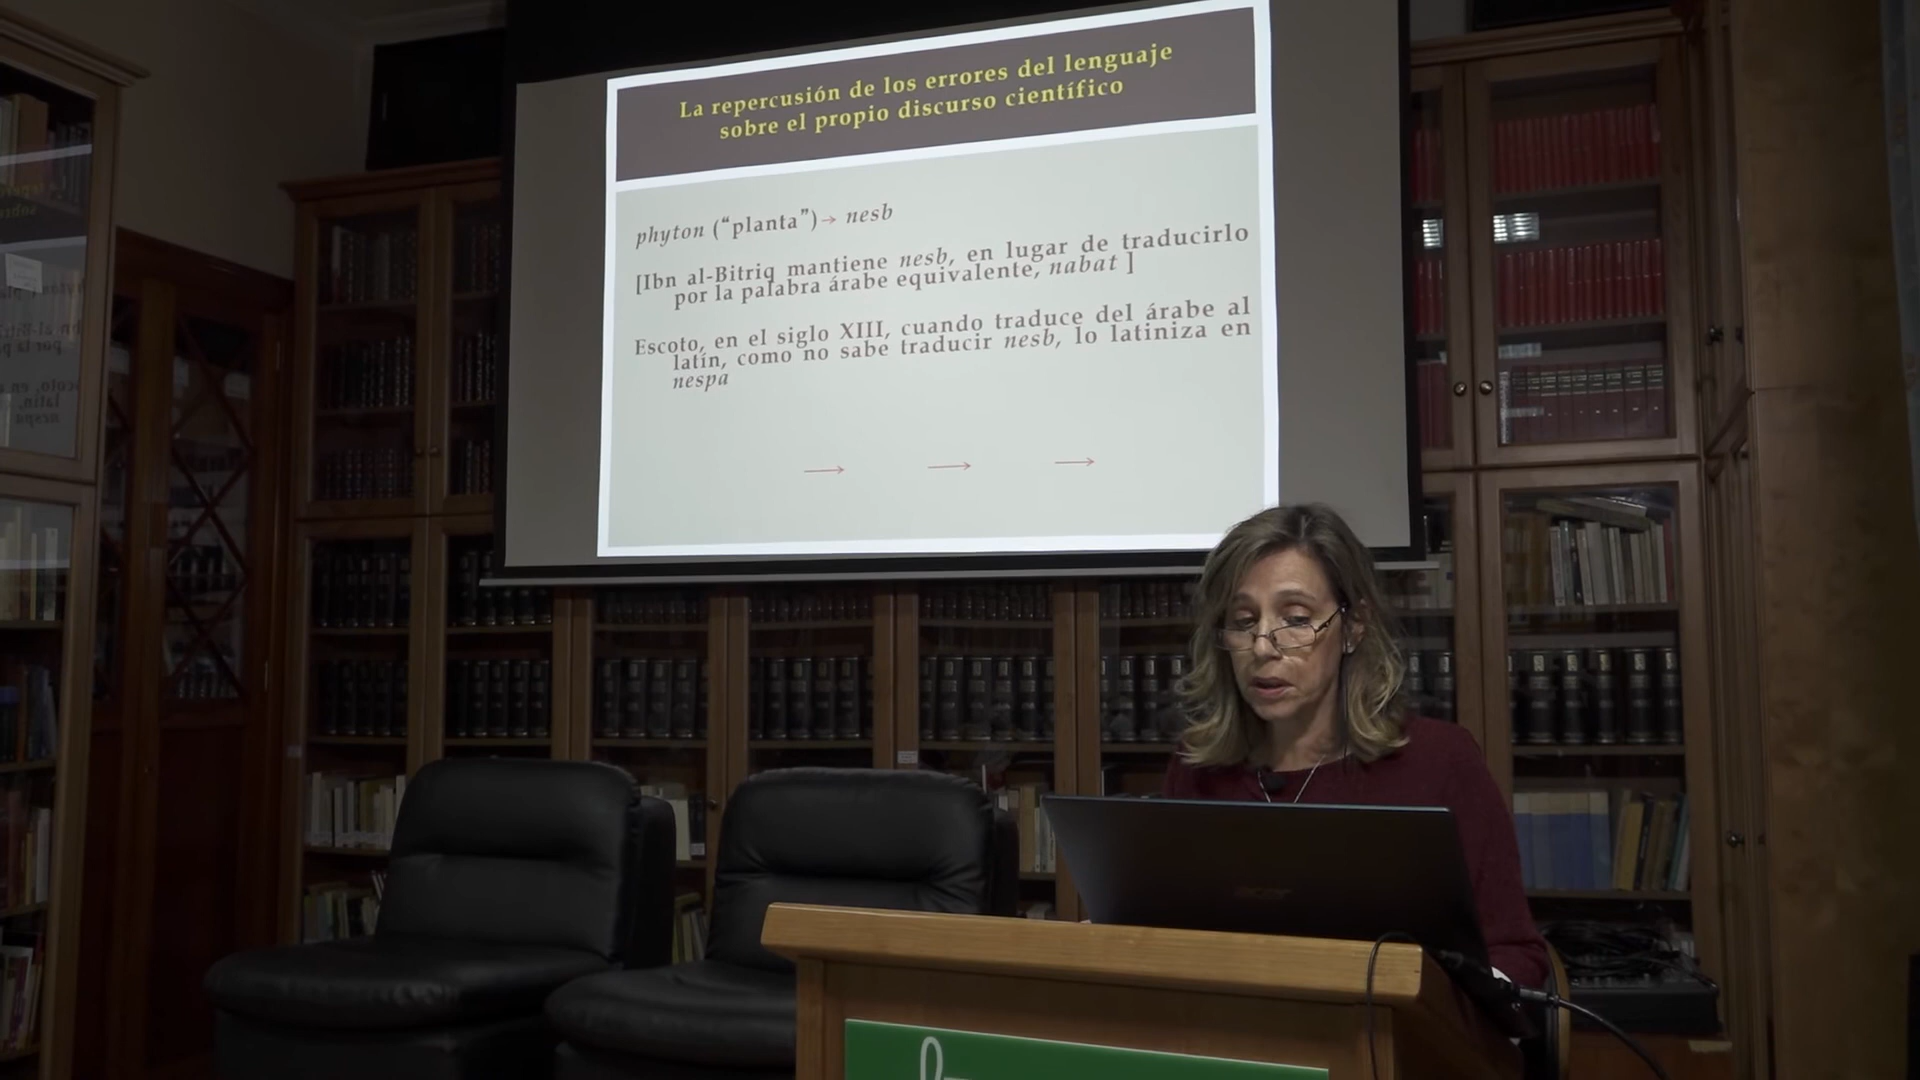 La repercusión de los errores del lenguaje
sobre el propio discurso científico
phyton (“planta”)→ nesb
[Ibn al-Bitriq mantiene nesb, en lugar de traducirlo
por la palabra árabe equivalente, nabat ]
Escoto, en el siglo XIII, cuando traduce del árabe al
latín, como no sabe traducir nesb, lo latiniza en
nespa
→ → →
acer